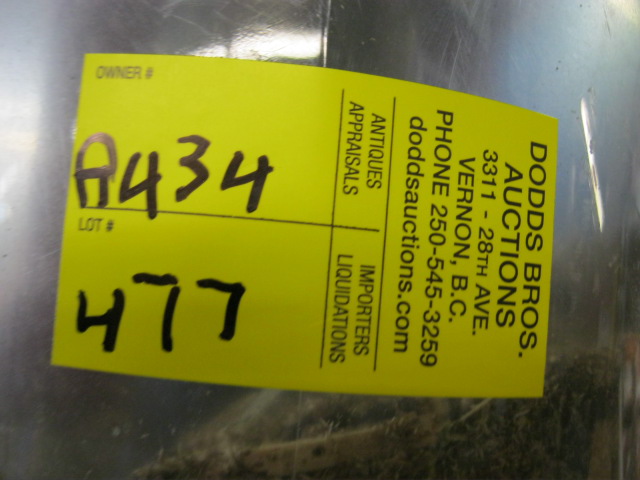 OWNER #
A434
LOT #
477
DODDS BROS.
AUCTIONS
3311 - 28TH AVE.
VERNON, B.C.
PHONE 250-545-3259
doddsauctions.com
ANTIQUES
APPRAISALS
IMPORTERS
LIQUIDATIONS